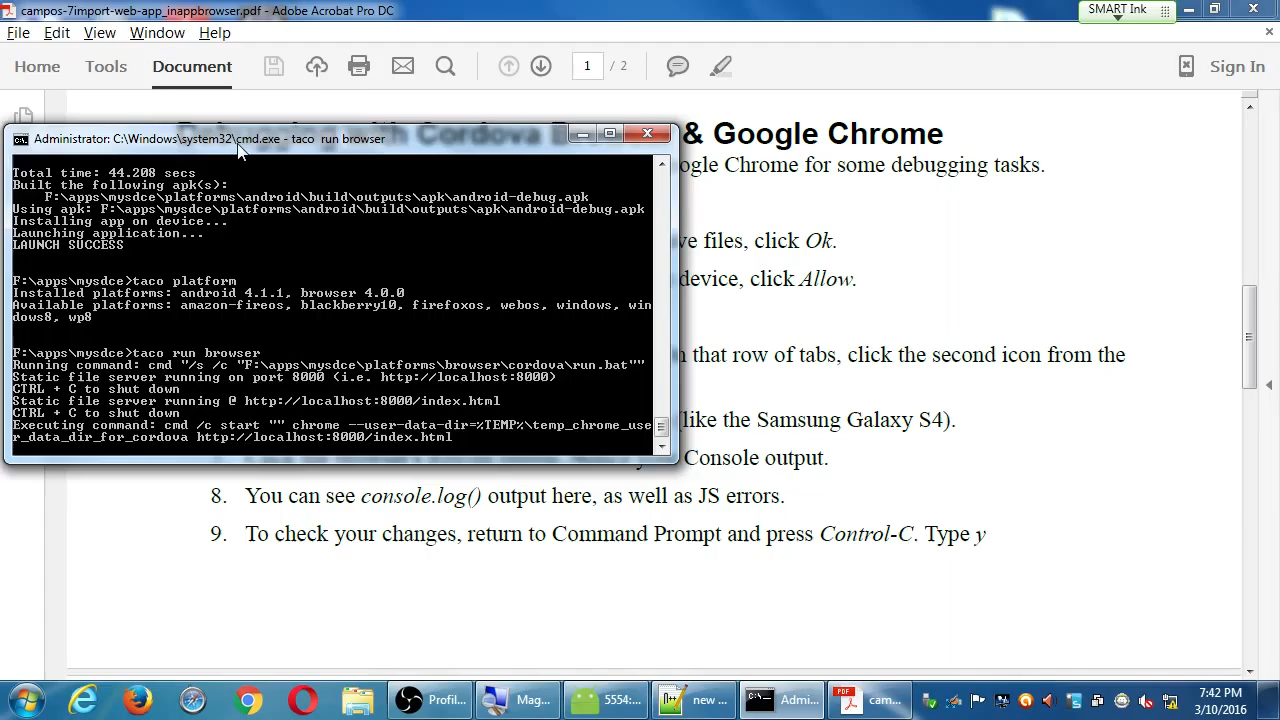 campos-7import-web-app_inappbrowser.pdf - Adobe Acrobat Pro DC
SMART Ink
File Edit View Window Help
Home Tools Document 1 / 2 Sign In
& Google Chrome
ogle Chrome for some debugging tasks.
ve files, click Ok.
device, click Allow.
n that row of tabs, click the second icon from the
(like the Samsung Galaxy S4).
Console output.
8. You can see console.log() output here, as well as JS errors.
9. To check your changes, return to Command Prompt and press Control-C. Type y
Administrator: C:\Windows\system32\cmd.exe - taco run browser
Total time: 44.208 secs
Built the following apk(s):
F:\apps\mysdce\platforms\android\build\outputs\apk\android-debug.apk
Using apk: F:\apps\mysdce\platforms\android\build\outputs\apk\android-debug.apk
Installing app on device...
Launching application...
LAUNCH SUCCESS
F:\apps\mysdce>taco platform
Installed platforms: android 4.1.1, browser 4.0.0
Available platforms: amazon-fireos, blackberry10, firefoxos, webos, windows, win
dows8, wp8
F:\apps\mysdce>taco run browser
Running command: cmd "/s /c "F:\apps\mysdce\platforms\browser\cordova\run.bat""
Static file server running on port 8000 (i.e. http://localhost:8000)
CTRL + C to shut down
Static file server running @ http://localhost:8000/index.html
CTRL + C to shut down
Executing command: cmd /c start "" chrome --user-data-dir=%TEMP%\temp_chrome_use
r_data_dir_for_cordova http://localhost:8000/index.html
Profil... Mag... 5554:... new ... Admi... cam...
7:42 PM
3/10/2016